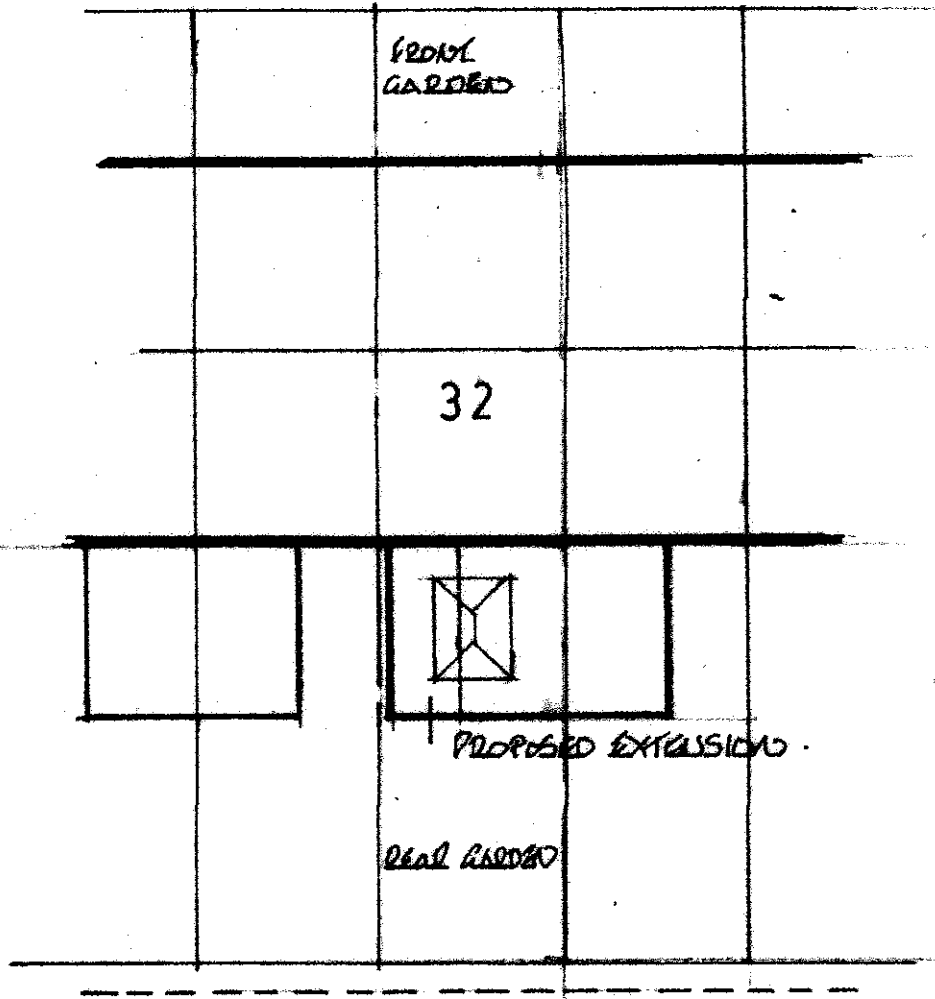 FRONT
GARDEN
32
PROPOSED EXTENSION.
REAR GARDEN